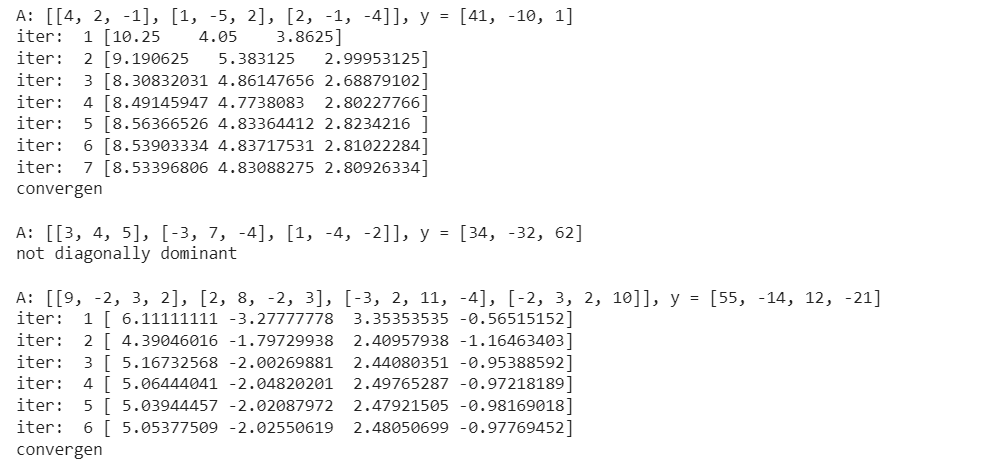 A: [[4, 2, -1], [1, -5, 2], [2, -1, -4]], y = [41, -10, 1]
iter:  1 [10.25    4.05    3.8625]
iter:  2 [9.190625   5.383125   2.99953125]
iter:  3 [8.30832031 4.86147656 2.68879102]
iter:  4 [8.49145947 4.7738083  2.80227766]
iter:  5 [8.56366526 4.83364412 2.8234216 ]
iter:  6 [8.53903334 4.83717531 2.81022284]
iter:  7 [8.53396806 4.83088275 2.80926334]
convergen

A: [[3, 4, 5], [-3, 7, -4], [1, -4, -2]], y = [34, -32, 62]
not diagonally dominant

A: [[9, -2, 3, 2], [2, 8, -2, 3], [-3, 2, 11, -4], [-2, 3, 2, 10]], y = [55, -14, 12, -21]
iter:  1 [ 6.11111111 -3.27777778  3.35353535 -0.56515152]
iter:  2 [ 4.39046016 -1.79729938  2.40957938 -1.16463403]
iter:  3 [ 5.16732568 -2.00269881  2.44080351 -0.95388592]
iter:  4 [ 5.06444041 -2.04820201  2.49765287 -0.97218189]
iter:  5 [ 5.03944457 -2.02087972  2.47921505 -0.98169018]
iter:  6 [ 5.05377509 -2.02550619  2.48050699 -0.97769452]
convergen